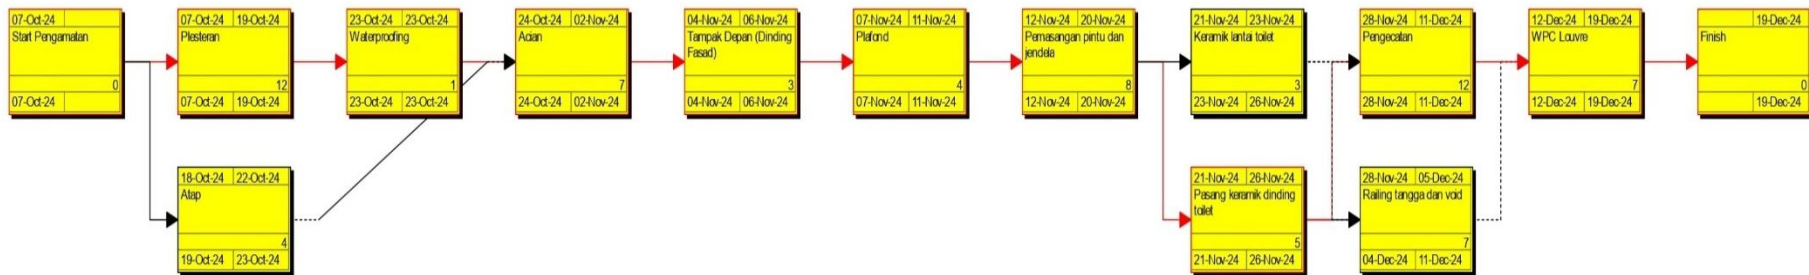 07-Oct-24
Start Pengamatan
0
07-Oct-24
07-Oct-24 19-Oct-24
Plesteran
12
07-Oct-24 19-Oct-24
23-Oct-24 23-Oct-24
Waterproofing
1
23-Oct-24 23-Oct-24
24-Oct-24 02-Nov-24
Acian
7
24-Oct-24 02-Nov-24
04-Nov-24 06-Nov-24
Tampak Depan (Dinding
Fasad)
3
04-Nov-24 06-Nov-24
07-Nov-24 11-Nov-24
Plafond
4
07-Nov-24 11-Nov-24
12-Nov-24 20-Nov-24
Pemasangan pintu dan
jendela
8
12-Nov-24 20-Nov-24
21-Nov-24 23-Nov-24
Keramik lantai toilet
3
23-Nov-24 26-Nov-24
28-Nov-24 11-Dec-24
Pengecatan
12
28-Nov-24 11-Dec-24
12-Dec-24 19-Dec-24
WPC Louvre
7
12-Dec-24 19-Dec-24
19-Dec-24
Finish
0
19-Dec-24
18-Oct-24 22-Oct-24
Atap
4
19-Oct-24 23-Oct-24
21-Nov-24 26-Nov-24
Pasang keramik dinding
toilet
5
21-Nov-24 26-Nov-24
28-Nov-24 05-Dec-24
Railing tangga dan void
7
04-Dec-24 11-Dec-24